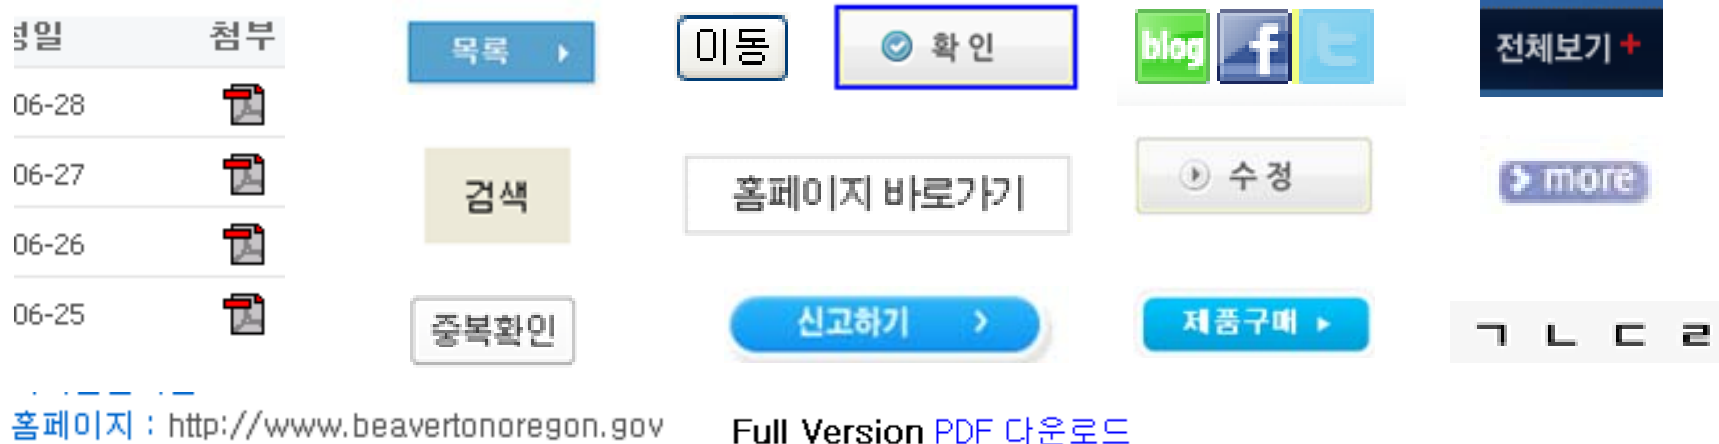 성일 첨부
06-28
06-27
06-26
06-25
목록
이동
확인
blog f t
전체보기 +
검색
홈페이지 바로가기
수정
more
중복확인
신고하기
제품구매
ㄱ ㄴ ㄷ ㄹ
홈페이지 : http://www.beavertonoregon.gov
Full Version PDF 다운로드